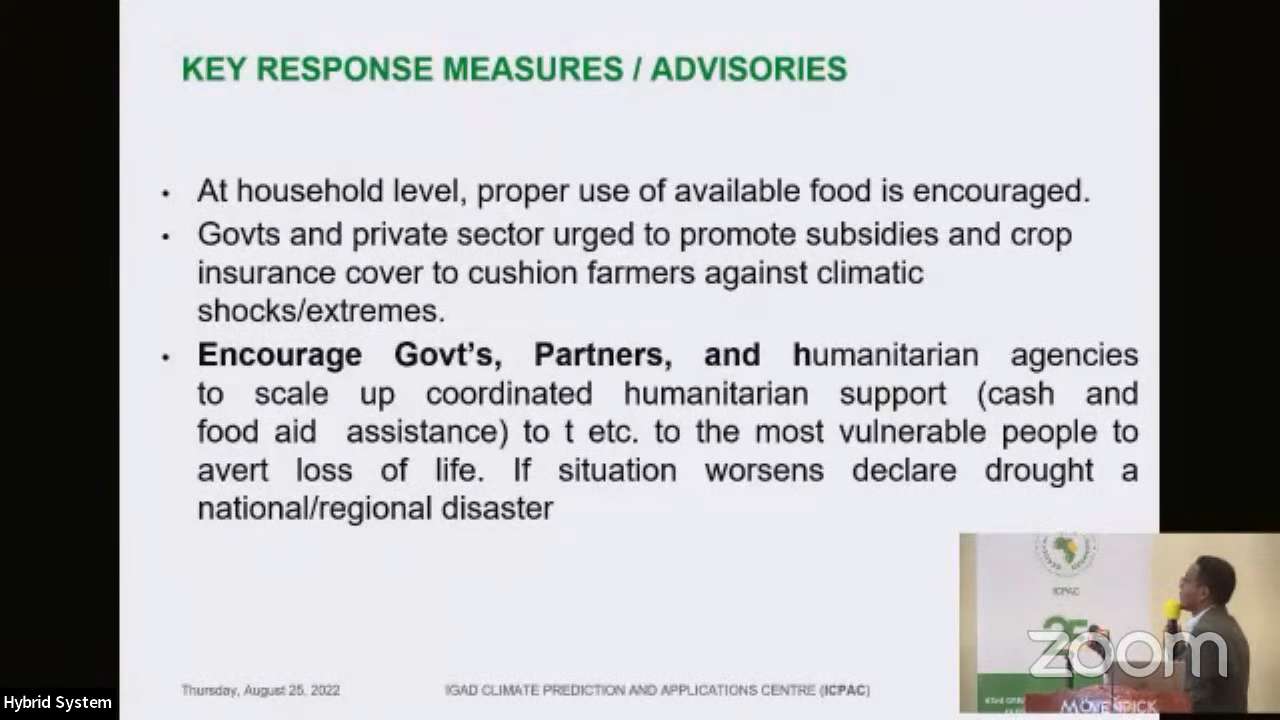 KEY RESPONSE MEASURES / ADVISORIES
• At household level, proper use of available food is encouraged.
• Govts and private sector urged to promote subsidies and crop
insurance cover to cushion farmers against climatic
shocks/extremes.
• Encourage Govt's, Partners, and humanitarian agencies
to scale up coordinated humanitarian support (cash and
food aid assistance) to t etc. to the most vulnerable people to
avert loss of life. If situation worsens declare drought a
national/regional disaster
ICPAC
25
zoom
MÖVENPICK
Thursday, August 25, 2022 IGAD CLIMATE PREDICTION AND APPLICATIONS CENTRE (ICPAC)
Hybrid System